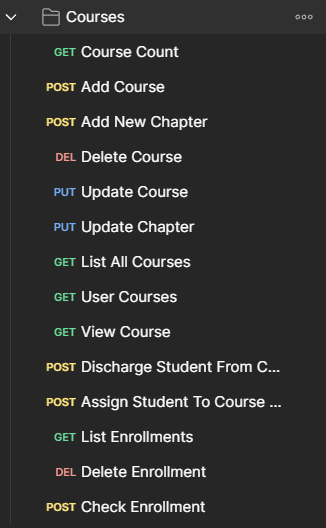 Courses
GET Course Count
POST Add Course
POST Add New Chapter
DEL Delete Course
PUT Update Course
PUT Update Chapter
GET List All Courses
GET User Courses
GET View Course
POST Discharge Student From C...
POST Assign Student To Course ...
GET List Enrollments
DEL Delete Enrollment
POST Check Enrollment